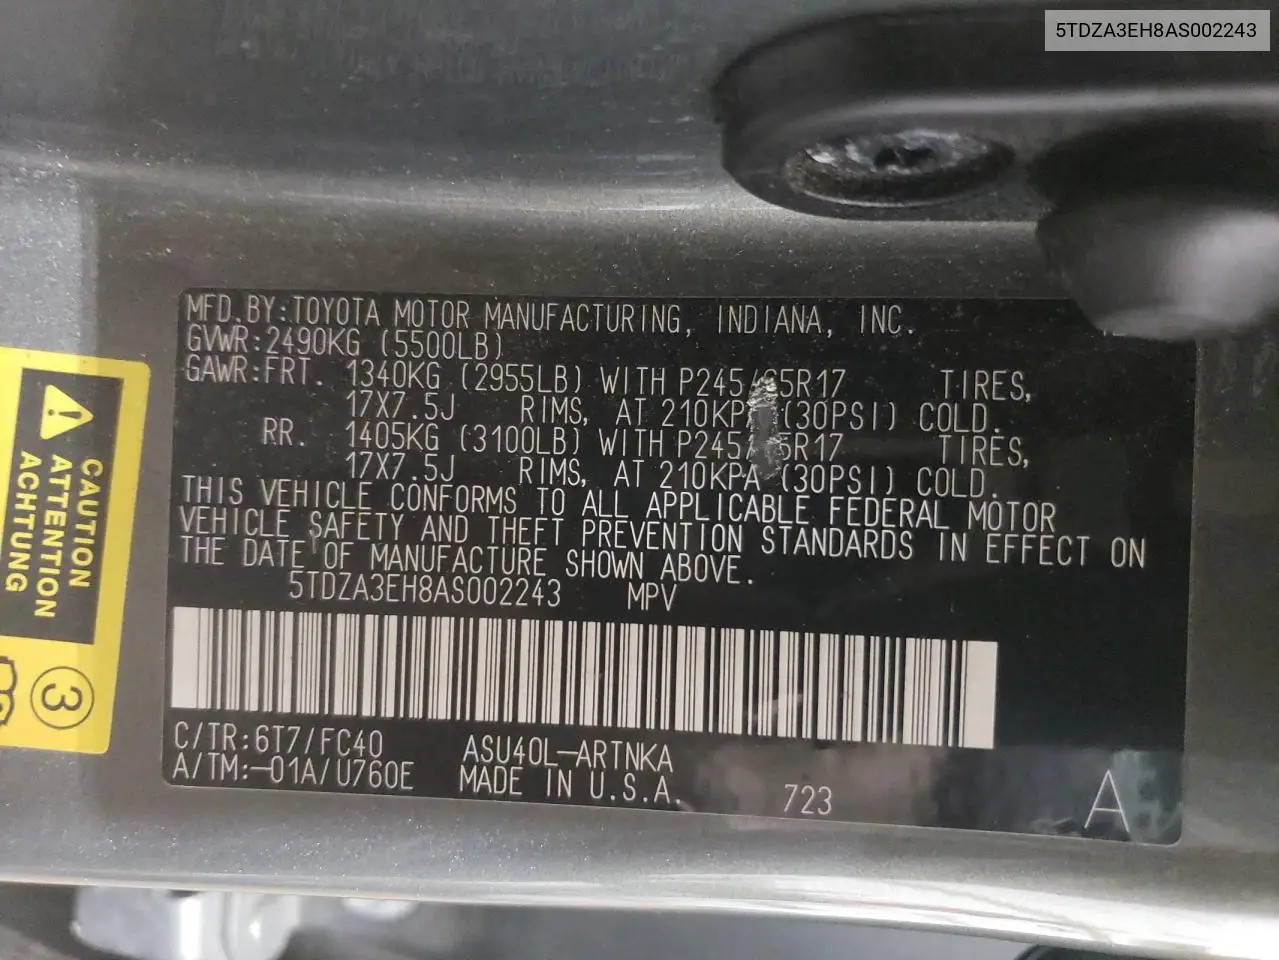 5TDZA3EH8AS002243
MFD.BY:TOYOTA MOTOR MANUFACTURING, INDIANA, INC.
GVWR:2490KG (5500LB)
GAWR:FRT. 1340KG (2955LB) WITH P245/65R17 TIRES,
17X7.5J RIMS, AT 210KPA (30PSI) COLD.
RR. 1405KG (3100LB) WITH P245/65R17 TIRES,
17X7.5J RIMS, AT 210KPA (30PSI) COLD.
THIS VEHICLE CONFORMS TO ALL APPLICABLE FEDERAL MOTOR
VEHICLE SAFETY AND THEFT PREVENTION STANDARDS IN EFFECT ON
THE DATE OF MANUFACTURE SHOWN ABOVE.
5TDZA3EH8AS002243 MPV
C/TR:6T7/FC40 ASU40L-ARTNKA
A/TM:-01A/U760E MADE IN U.S.A. 723 A
CAUTION
ATTENTION
ACHTUNG
3